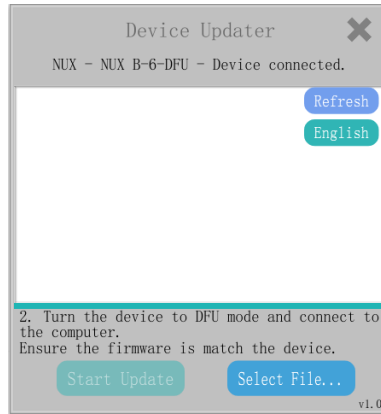 Device Updater
NUX - NUX B-6-DFU - Device connected.
Refresh
English
2. Turn the device to DFU mode and connect to
the computer.
Ensure the firmware is match the device.
Start Update
Select File...
v1.0